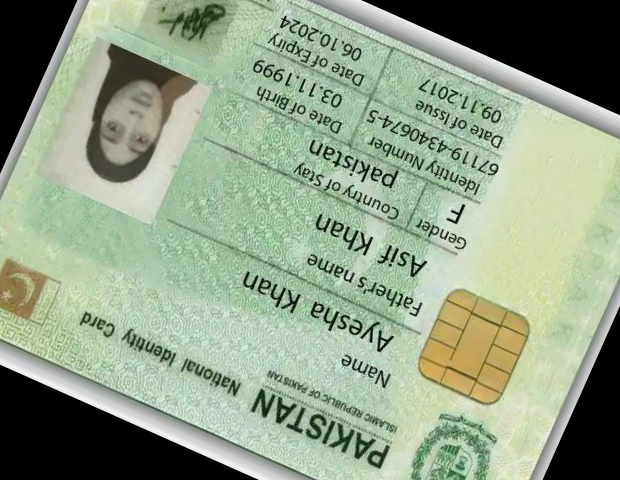 PAKISTAN National Identity Card
ISLAMIC REPUBLIC OF PAKISTAN
Name
Ayesha Khan
Father's name
Asif Khan
Gender Country of Stay
F pakistan
Identity Number Date of Birth
67119-4340674-5 03.11.1999
Date of Issue Date of Expiry
09.11.2017 06.10.2024